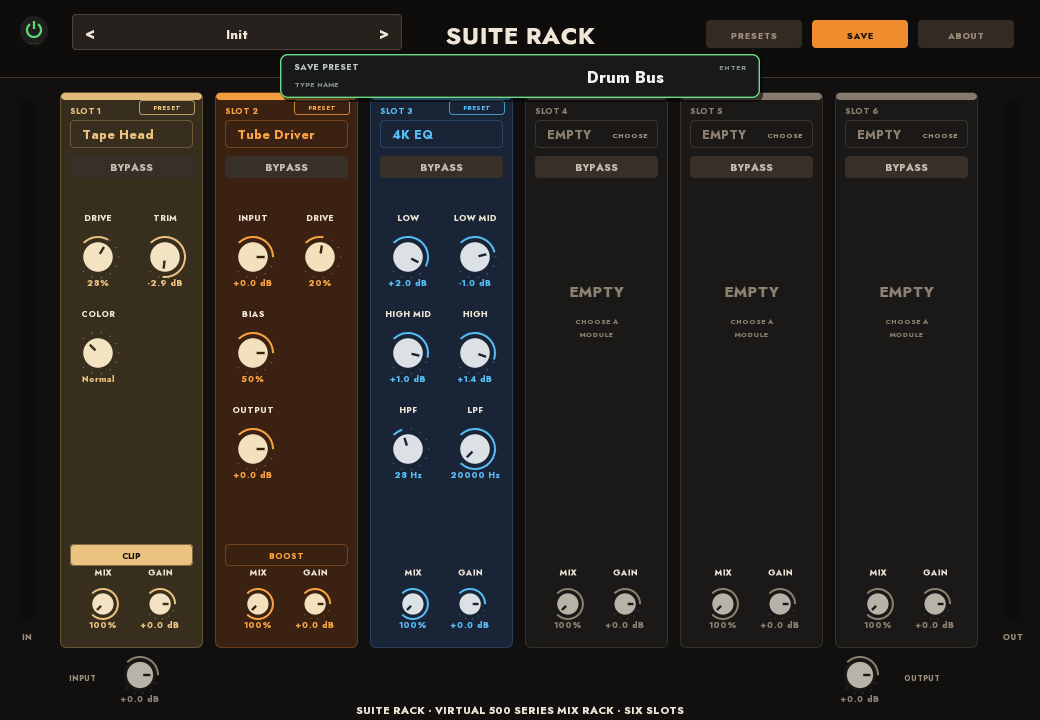 < Init >
SUITE RACK
PRESETS
SAVE
ABOUT
SAVE PRESET
TYPE NAME
Drum Bus
ENTER
SLOT 1
PRESET
Tape Head
BYPASS
DRIVE
TRIM
28%
-2.9 dB
COLOR
Normal
CLIP
MIX
GAIN
100%
+0.0 dB
SLOT 2
PRESET
Tube Driver
BYPASS
INPUT
DRIVE
+0.0 dB
20%
BIAS
50%
OUTPUT
+0.0 dB
BOOST
MIX
GAIN
100%
+0.0 dB
SLOT 3
PRESET
4K EQ
BYPASS
LOW
LOW MID
+2.0 dB
-1.0 dB
HIGH MID
HIGH
+1.0 dB
+1.4 dB
HPF
LPF
28 Hz
20000 Hz
MIX
GAIN
100%
+0.0 dB
SLOT 4
EMPTY
CHOOSE
BYPASS
EMPTY
CHOOSE A
MODULE
MIX
GAIN
100%
+0.0 dB
SLOT 5
EMPTY
CHOOSE
BYPASS
EMPTY
CHOOSE A
MODULE
MIX
GAIN
100%
+0.0 dB
SLOT 6
EMPTY
CHOOSE
BYPASS
EMPTY
CHOOSE A
MODULE
MIX
GAIN
100%
+0.0 dB
IN
OUT
INPUT
+0.0 dB
+0.0 dB
OUTPUT
SUITE RACK · VIRTUAL 500 SERIES MIX RACK · SIX SLOTS